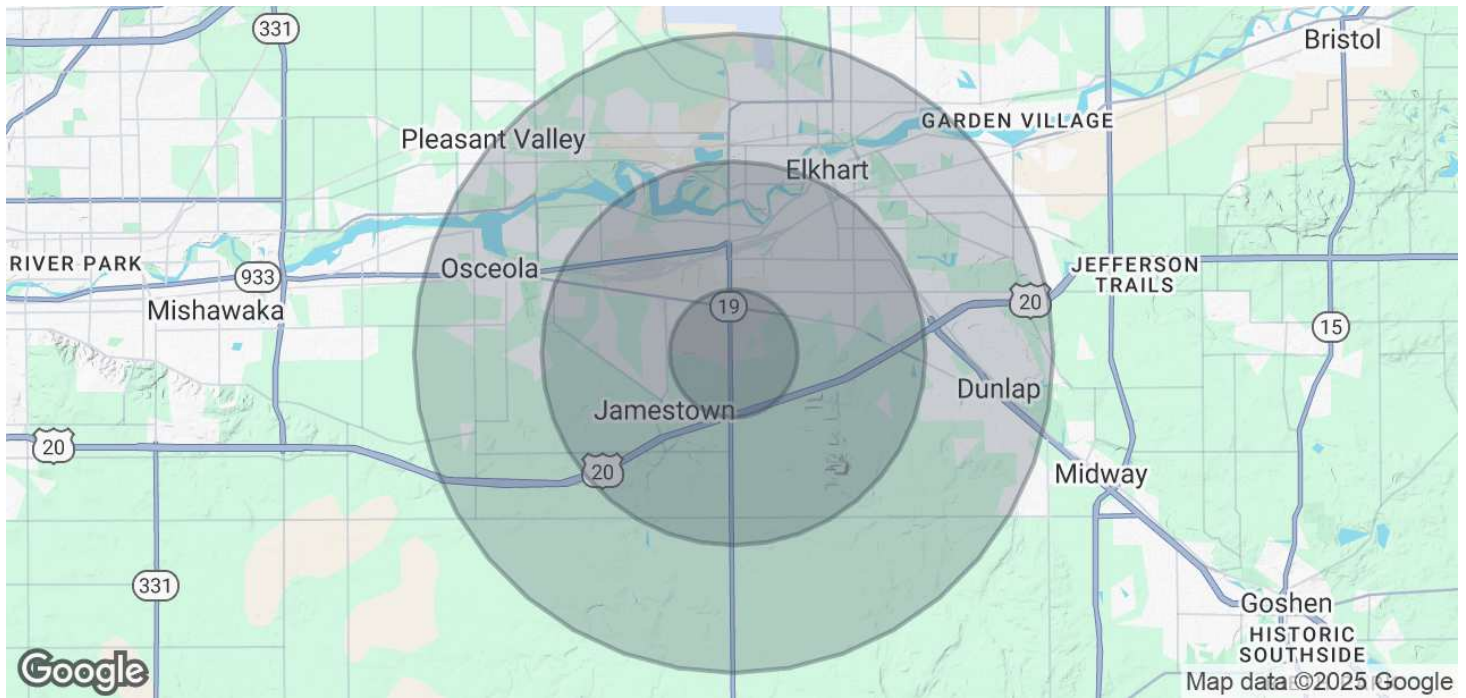 331
Bristol
GARDEN VILLAGE
Pleasant Valley
Elkhart
RIVER PARK
933
Osceola
JEFFERSON
TRAILS
Mishawaka
19
20
15
Dunlap
Jamestown
20
20
Midway
331
Goshen
HISTORIC
SOUTHSIDE
Google
Map data ©2025 Google